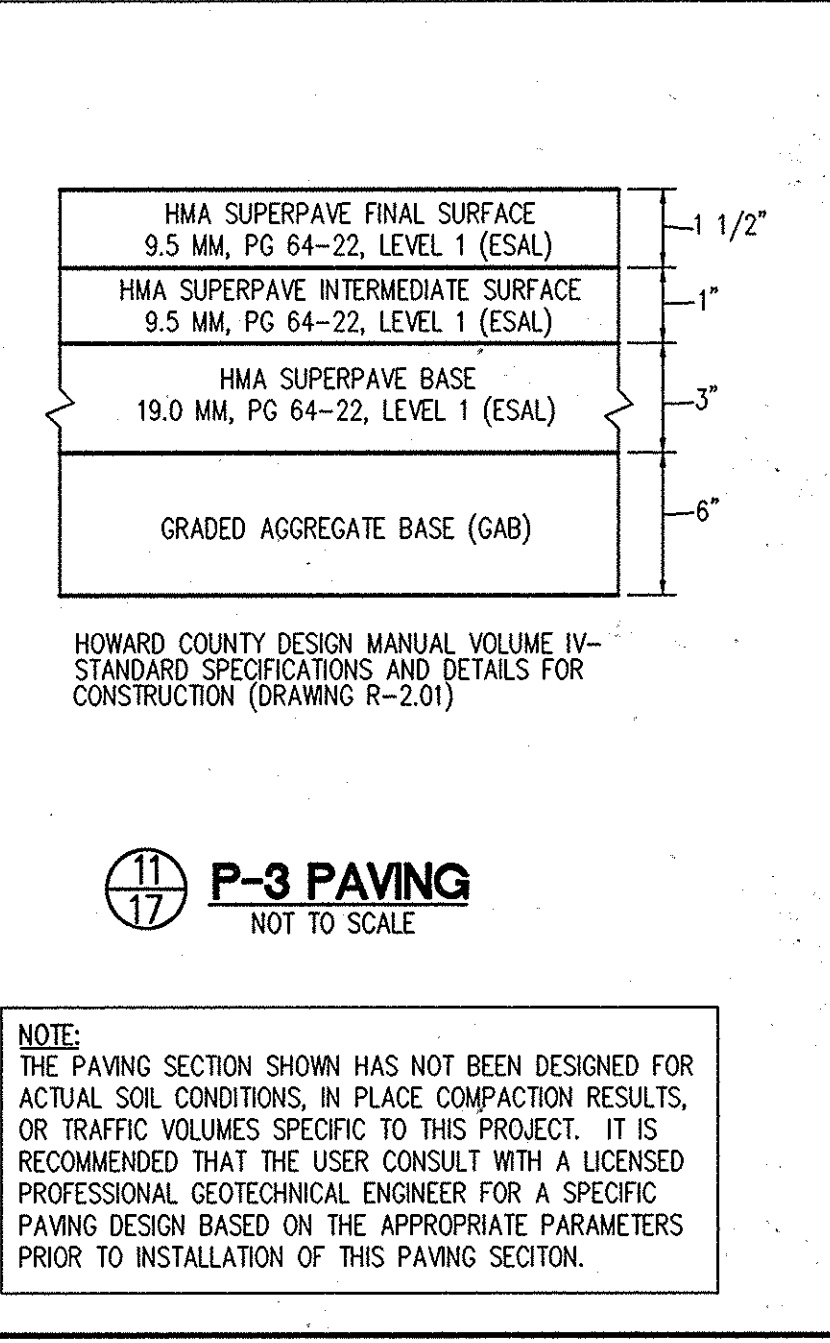 HMA SUPERPAVE FINAL SURFACE
9.5 MM, PG 64-22, LEVEL 1 (ESAL)
1 1/2"
HMA SUPERPAVE INTERMEDIATE SURFACE
9.5 MM, PG 64-22, LEVEL 1 (ESAL)
1"
HMA SUPERPAVE BASE
19.0 MM, PG 64-22, LEVEL 1 (ESAL)
3"
GRADED AGGREGATE BASE (GAB)
6"
HOWARD COUNTY DESIGN MANUAL VOLUME IV-
STANDARD SPECIFICATIONS AND DETAILS FOR
CONSTRUCTION (DRAWING R-2.01)
11
17
P-3 PAVING
NOT TO SCALE
NOTE:
THE PAVING SECTION SHOWN HAS NOT BEEN DESIGNED FOR
ACTUAL SOIL CONDITIONS, IN PLACE COMPACTION RESULTS,
OR TRAFFIC VOLUMES SPECIFIC TO THIS PROJECT. IT IS
RECOMMENDED THAT THE USER CONSULT WITH A LICENSED
PROFESSIONAL GEOTECHNICAL ENGINEER FOR A SPECIFIC
PAVING DESIGN BASED ON THE APPROPRIATE PARAMETERS
PRIOR TO INSTALLATION OF THIS PAVING SECITON.